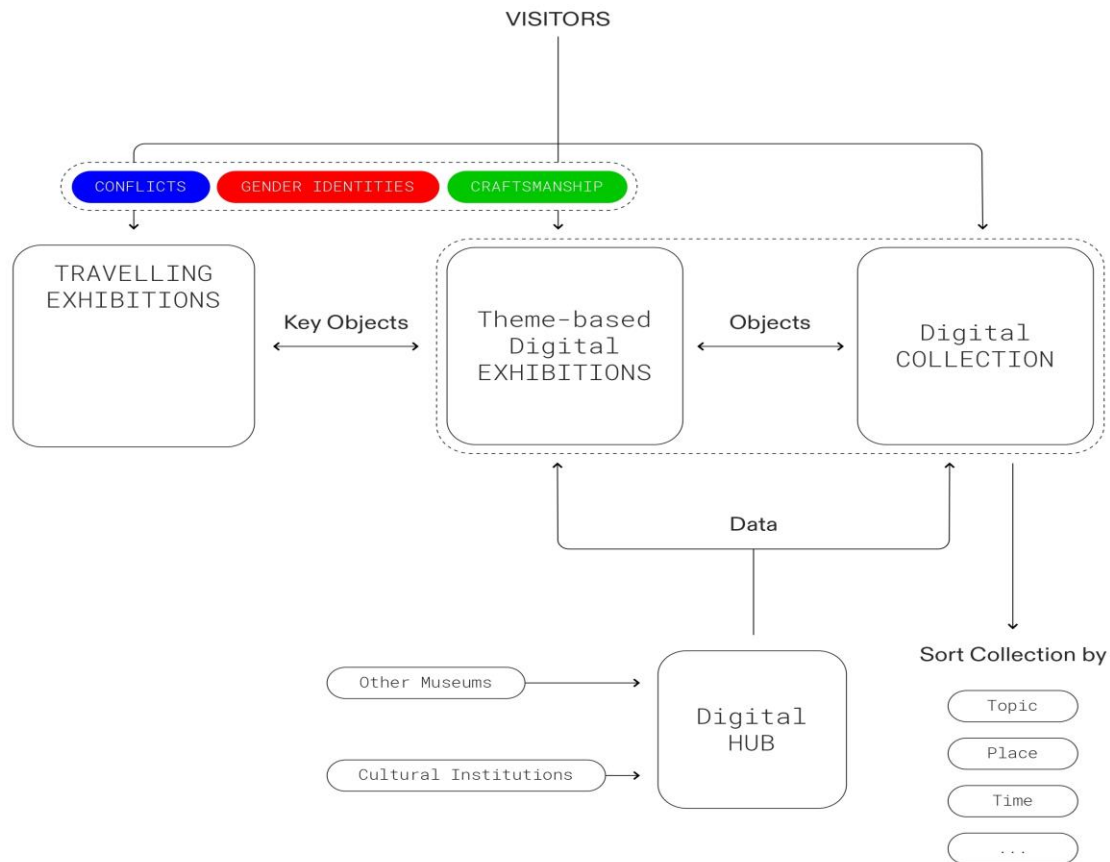 VISITORS
CONFLICTS
GENDER IDENTITIES
CRAFTSMANSHIP
TRAVELLING
EXHIBITIONS
Key Objects
Theme-based
Digital
EXHIBITIONS
Objects
Digital
COLLECTION
Data
Other Museums
Cultural Institutions
Digital
HUB
Sort Collection by
Topic
Place
Time
...